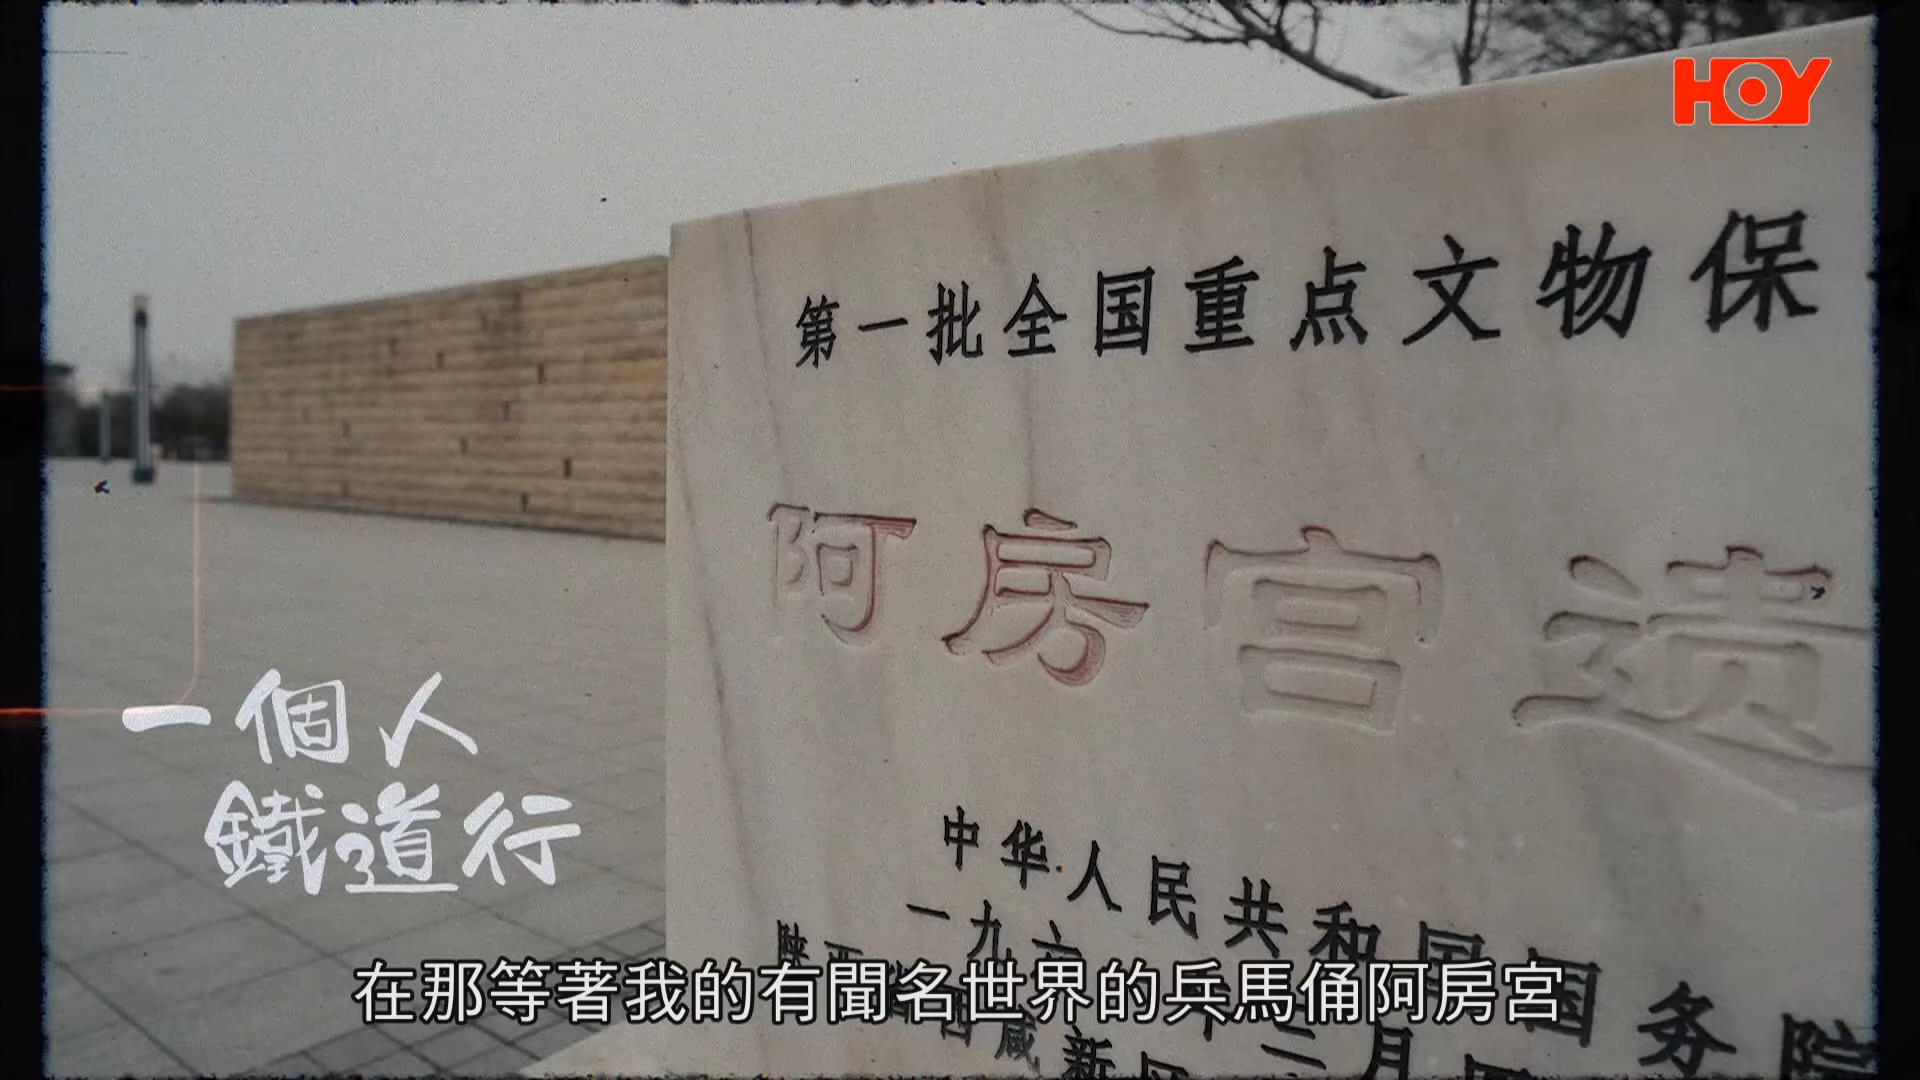 HOY
第一批全国重点文物保
阿房宫遗
中华人民共和国国务院
一个人
鐵道行
在那等著我的有聞名世界的兵馬俑阿房宮